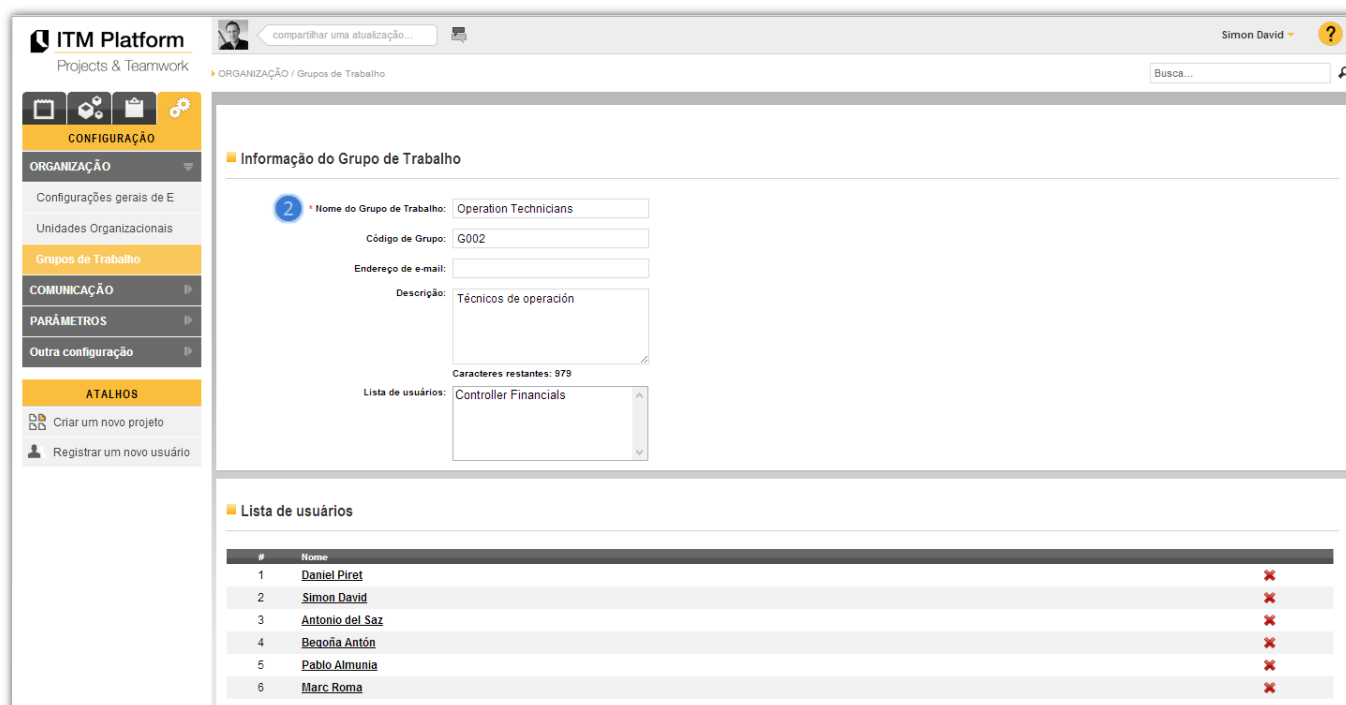 ITM Platform
Projects & Teamwork
compartilhar uma atualização...
Simon David
?
ORGANIZAÇÃO / Grupos de Trabalho
Busca...
CONFIGURAÇÃO
ORGANIZAÇÃO
Configurações gerais de E
Unidades Organizacionais
Grupos de Trabalho
COMUNICAÇÃO
PARÂMETROS
Outra configuração
ATALHOS
Criar um novo projeto
Registrar um novo usuário
Informação do Grupo de Trabalho
2 * Nome do Grupo de Trabalho: Operation Technicians
Código de Grupo: G002
Endereço de e-mail:
Descrição: Técnicos de operación
Caracteres restantes: 979
Lista de usuários: Controller Financials
Lista de usuários
# Nome
1 Daniel Piret
2 Simon David
3 Antonio del Saz
4 Begoña Antón
5 Pablo Almunia
6 Marc Roma